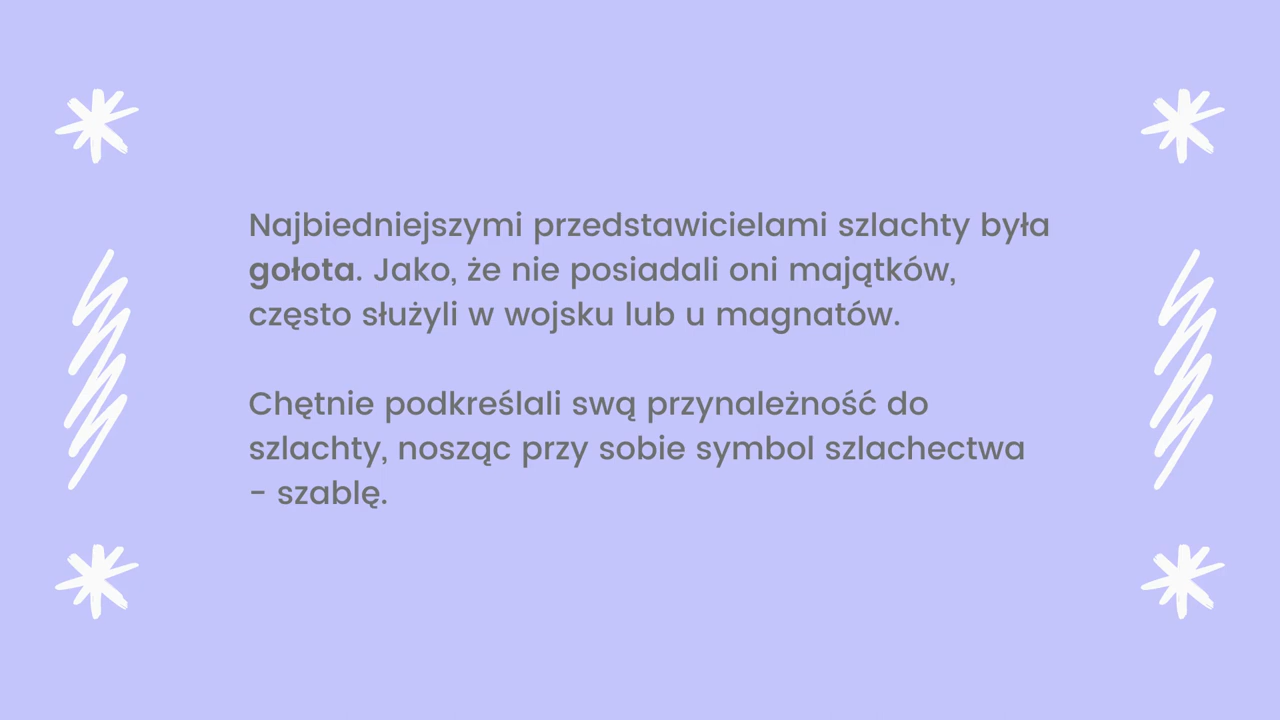 Najbiedniejszymi przedstawicielami szlachty była
gołota. Jako, że nie posiadali oni majątków,
często służyli w wojsku lub u magnatów.
Chętnie podkreślali swą przynależność do
szlachty, nosząc przy sobie symbol szlachectwa
- szablę.